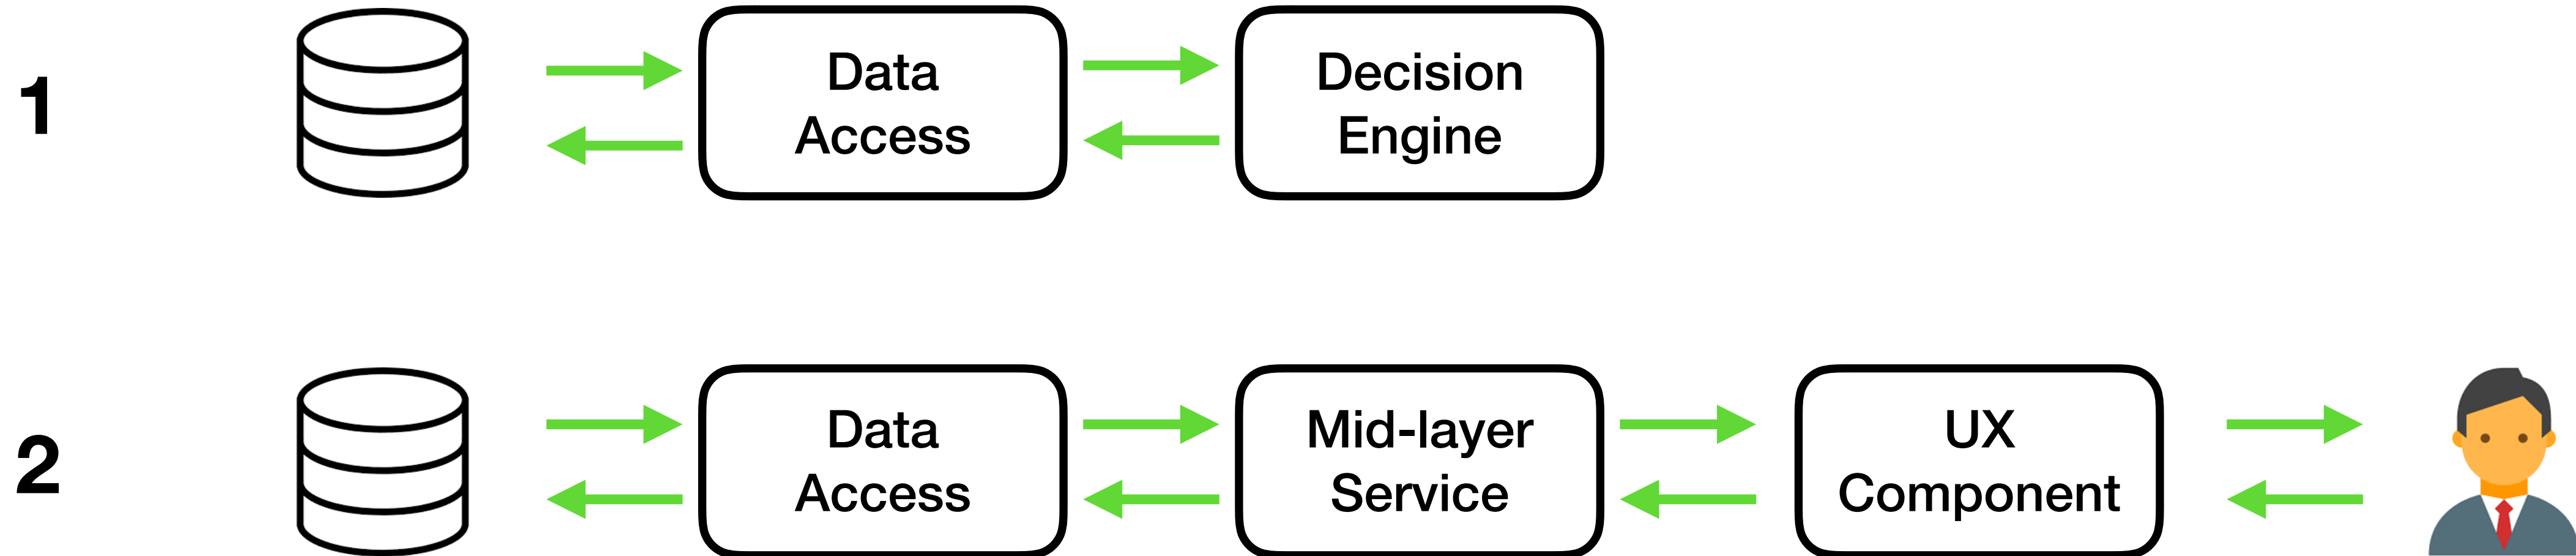 1
Data
Access
Decision
Engine
2
Data
Access
Mid-layer
Service
UX
Component